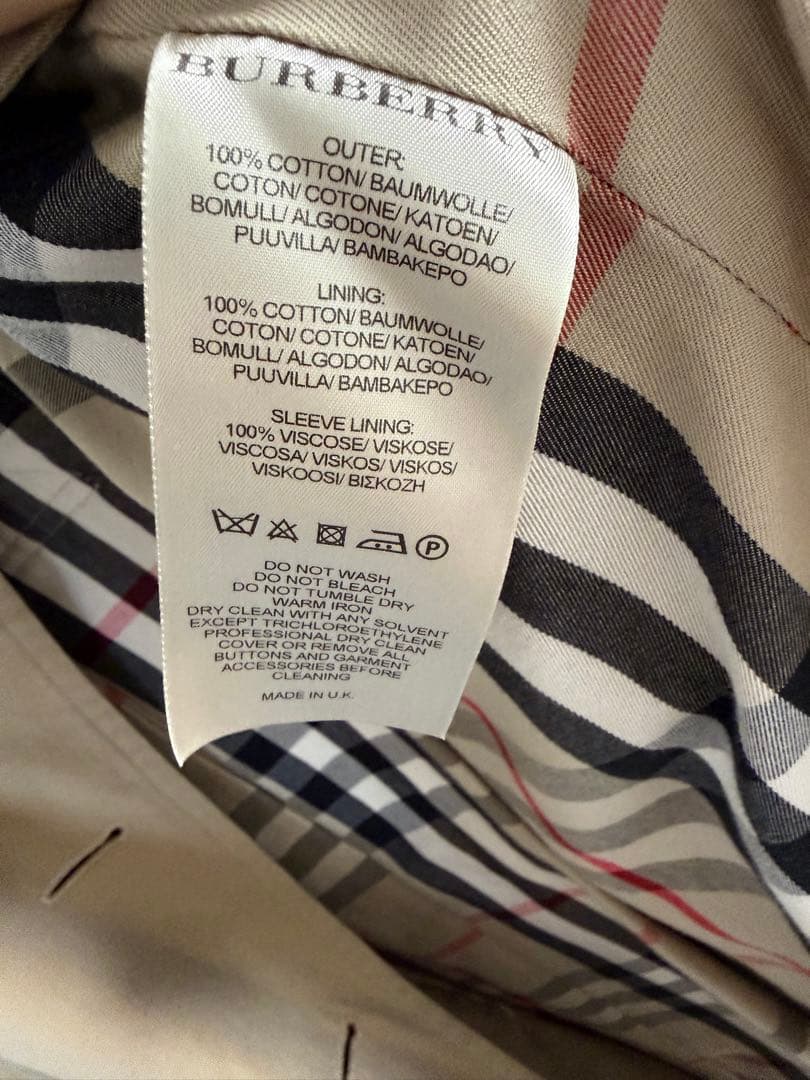 BURBERRY
OUTER:
100% COTTON/ BAUMWOLLE/
COTON/ COTONE/ KATOEN/
BOMULL/ ALGODON/ ALGODAO/
PUUVILLA/ BAMBAKEPO
LINING:
100% COTTON/ BAUMWOLLE/
COTON/ COTONE/ KATOEN/
BOMULL/ ALGODON/ ALGODAO/
PUUVILLA/ BAMBAKEPO
SLEEVE LINING:
100% VISCOSE/ VISKOSE/
VISCOSA/ VISKOS/ VISKOS/
VISKOOSI/ ΒΙΣΚΟΖΗ
P
DO NOT WASH
DO NOT BLEACH
DO NOT TUMBLE DRY
WARM IRON
DRY CLEAN WITH ANY SOLVENT
EXCEPT TRICHLOROETHYLENE
PROFESSIONAL DRY CLEAN
COVER OR REMOVE ALL
BUTTONS AND GARMENT
ACCESSORIES BEFORE
CLEANING
MADE IN U.K.